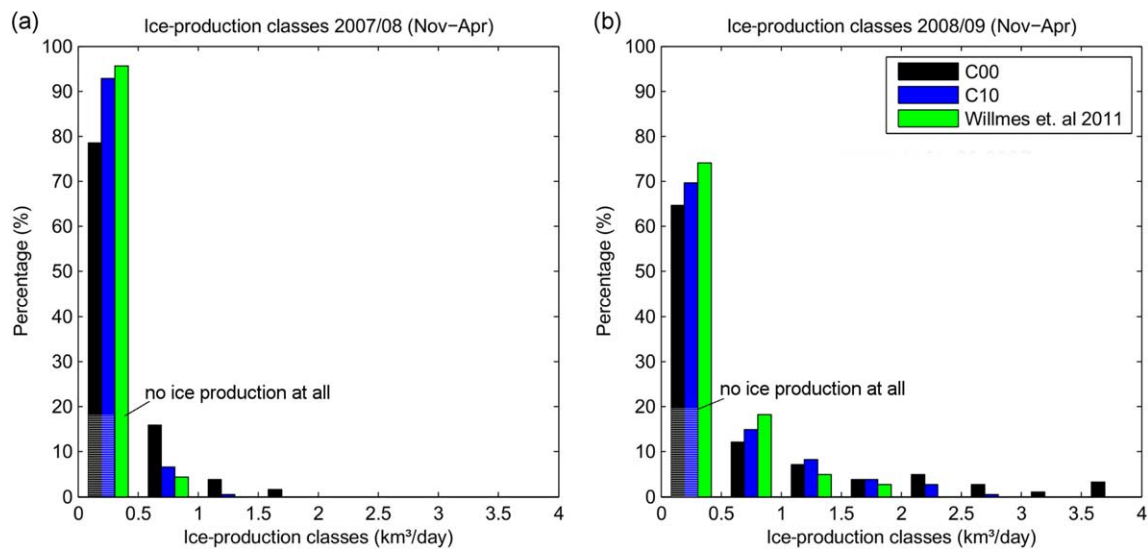 (a)
Ice-production classes 2007/08 (Nov−Apr)
100
90
80
70
60
50
40
30
20
10
0
Percentage (%)
no ice production at all
0 0.5 1 1.5 2 2.5 3 3.5 4
Ice-production classes (km³/day)
(b)
Ice-production classes 2008/09 (Nov−Apr)
C00
C10
Willmes et. al 2011
100
90
80
70
60
50
40
30
20
10
0
Percentage (%)
no ice production at all
0 0.5 1 1.5 2 2.5 3 3.5 4
Ice-production classes (km³/day)